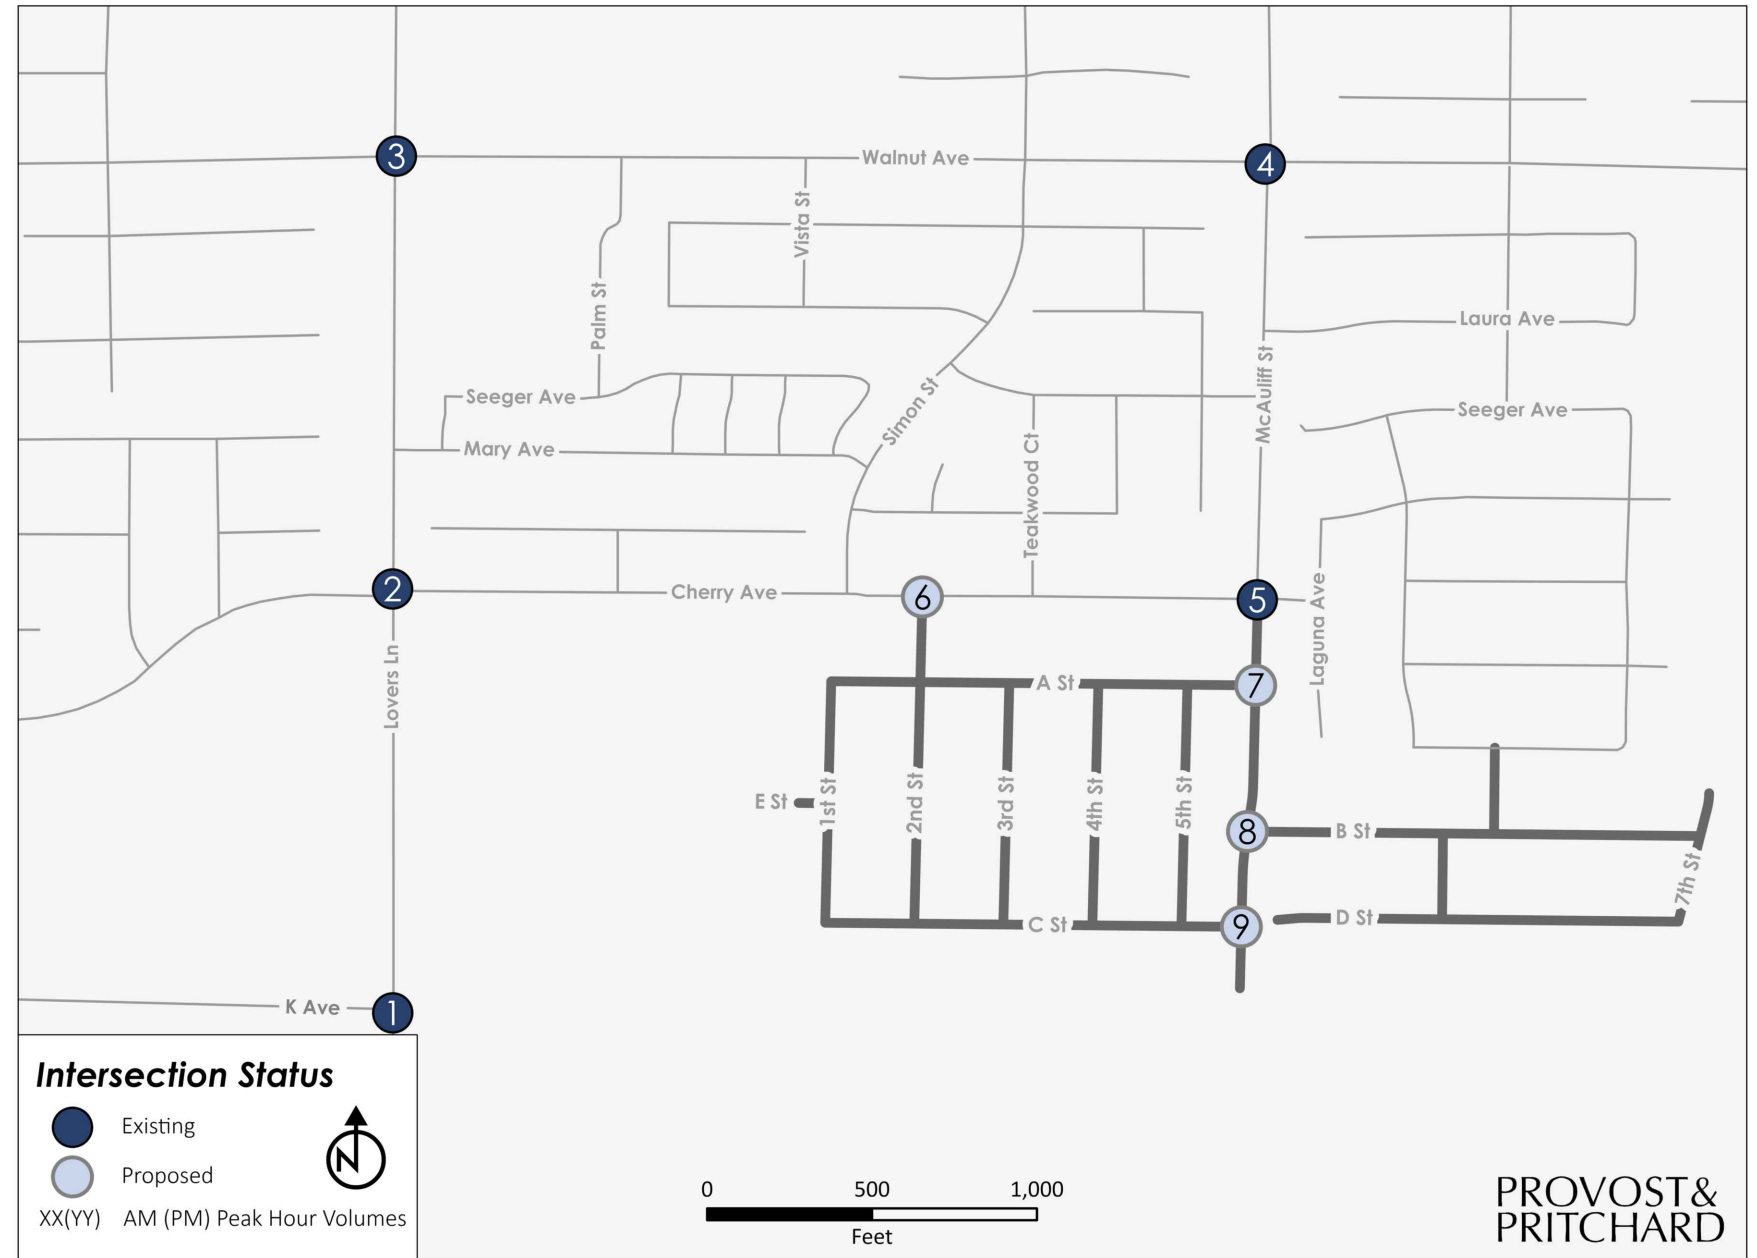 3
Walnut Ave
4
Vista St
Palm St
Laura Ave
McAuliff St
Seeger Ave
Simon St
Seeger Ave
Mary Ave
Teakwood Ct
2
Cherry Ave
6
5
Laguna Ave
Lovers Ln
A St
7
E St
1st St
2nd St
3rd St
4th St
5th St
8
B St
7th St
C St
9
D St
K Ave
1
Intersection Status
Existing
Proposed
N
XX(YY) AM (PM) Peak Hour Volumes
0 500 1,000
Feet
PROVOST&
PRITCHARD